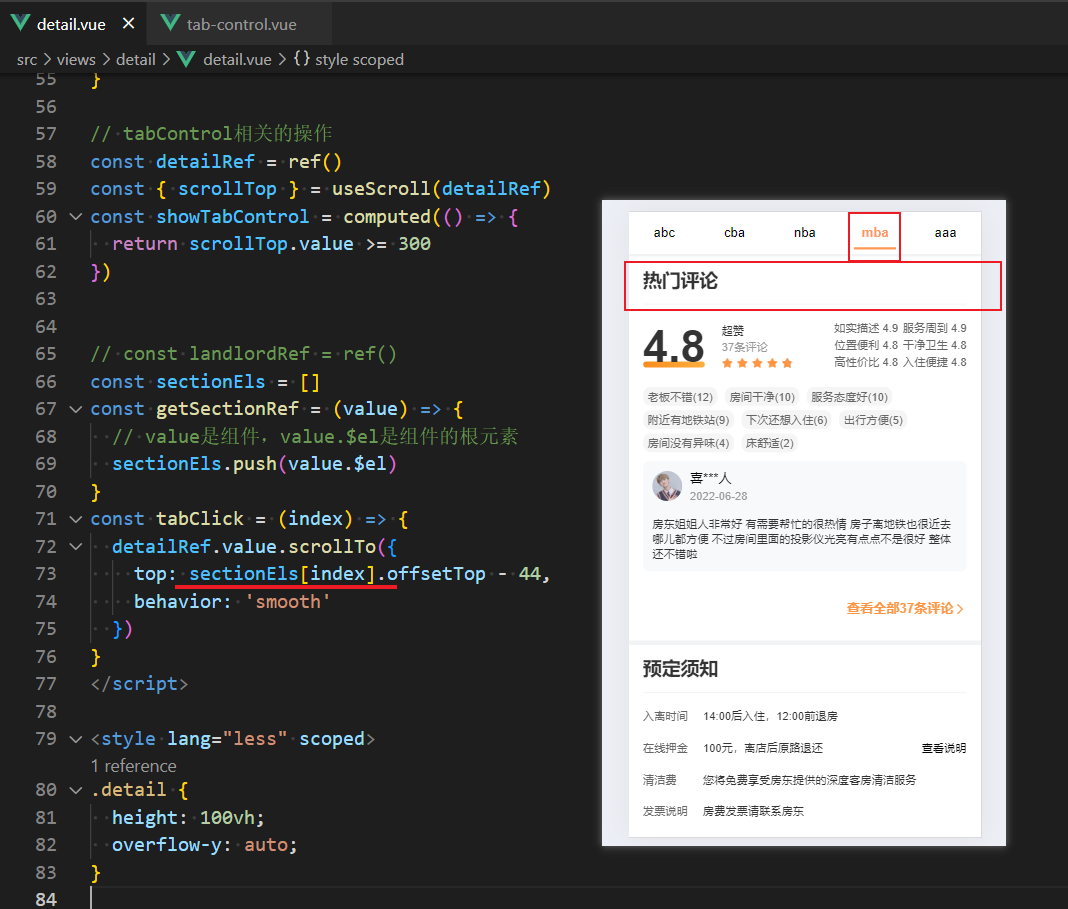 detail.vue
tab-control.vue
src > views > detail > detail.vue > {} style scoped
55 }
56
57 // tabControl相关的操作
58 const detailRef = ref()
59 const { scrollTop } = useScroll(detailRef)
60 const showTabControl = computed(() => {
61 return scrollTop.value >= 300
62 })
63
64
65 // const landlordRef = ref()
66 const sectionEls = []
67 const getSectionRef = (value) => {
68 // value是组件，value.$el是组件的根元素
69 sectionEls.push(value.$el)
70 }
71 const tabClick = (index) => {
72 detailRef.value.scrollTo({
73 top: sectionEls[index].offsetTop - 44,
74 behavior: 'smooth'
75 })
76 }
77 </script>
78
79 <style lang="less" scoped>
1 reference
80 .detail {
81 height: 100vh;
82 overflow-y: auto;
83 }
84
abc cba nba mba aaa
热门评论
4.8
超赞
37条评论
如实描述 4.9 服务周到 4.9
位置便利 4.8 干净卫生 4.8
高性价比 4.8 入住便捷 4.8
老板不错(12) 房间干净(10) 服务态度好(10)
附近有地铁站(9) 下次还想入住(6) 出行方便(5)
房间没有异味(4) 床舒适(2)
喜***人
2022-06-28
房东姐姐人非常好 有需要帮忙的很热情 房子离地铁也很近去
哪儿都方便 不过房间里面的投影仪光亮有点点不是很好 整体
还不错啦
查看全部37条评论 >
预定须知
入离时间 14:00后入住，12:00前退房
在线押金 100元，离店后原路退还 查看说明
清洁费 您将免费享受房东提供的深度客房清洁服务
发票说明 房费发票请联系房东